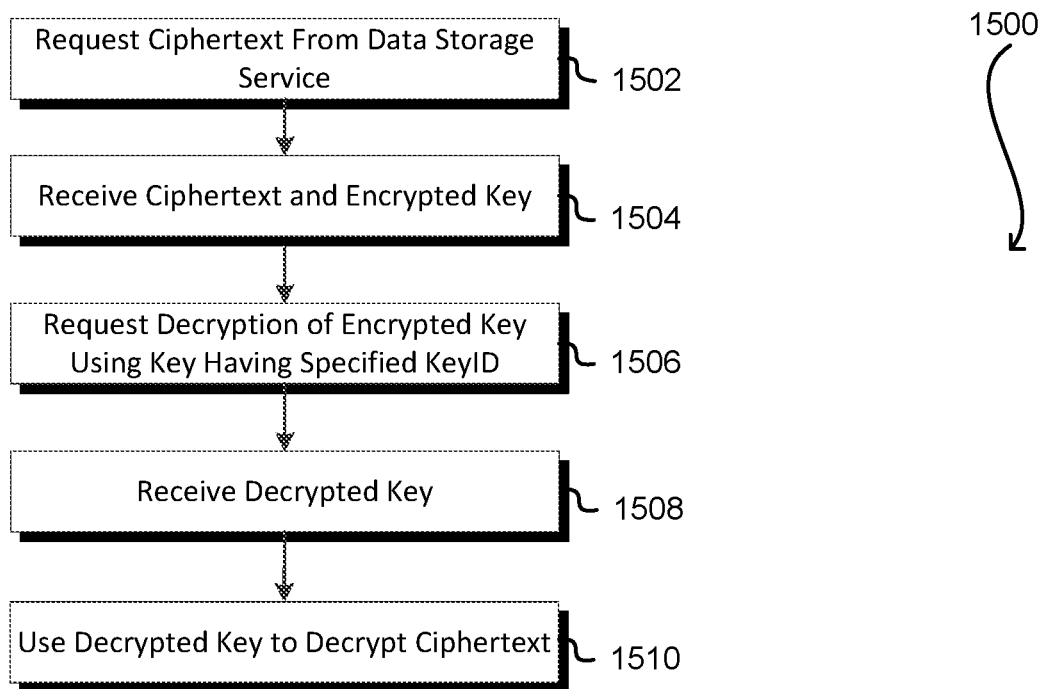 1500
Request Ciphertext From Data Storage
Service
1502
Receive Ciphertext and Encrypted Key
1504
Request Decryption of Encrypted Key
Using Key Having Specified KeyID
1506
Receive Decrypted Key
1508
Use Decrypted Key to Decrypt Ciphertext
1510